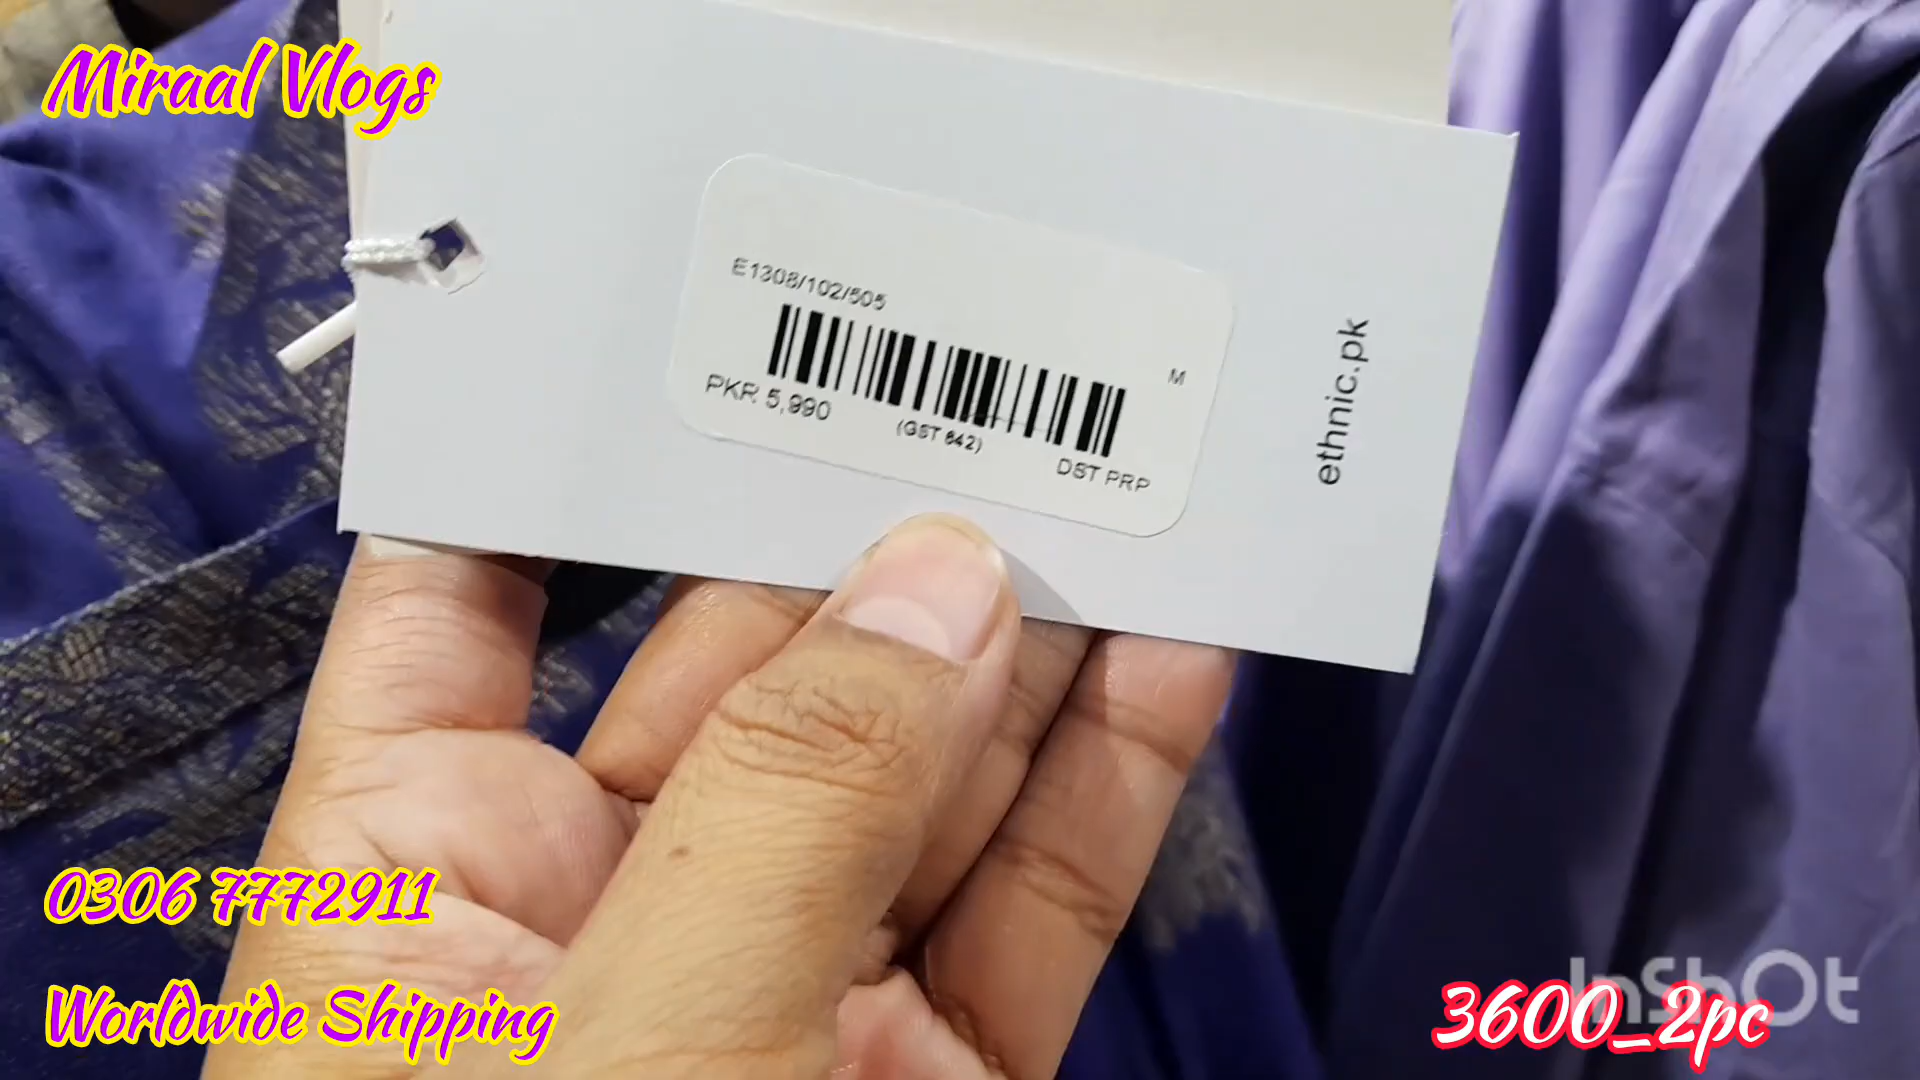 Miraal Vlogs
E1308/102/505
M
PKR 5,990
(GST 642)
DST PRP
ethnic.pk
0306 7772911
Worldwide Shipping
InShOt
3600_2pc